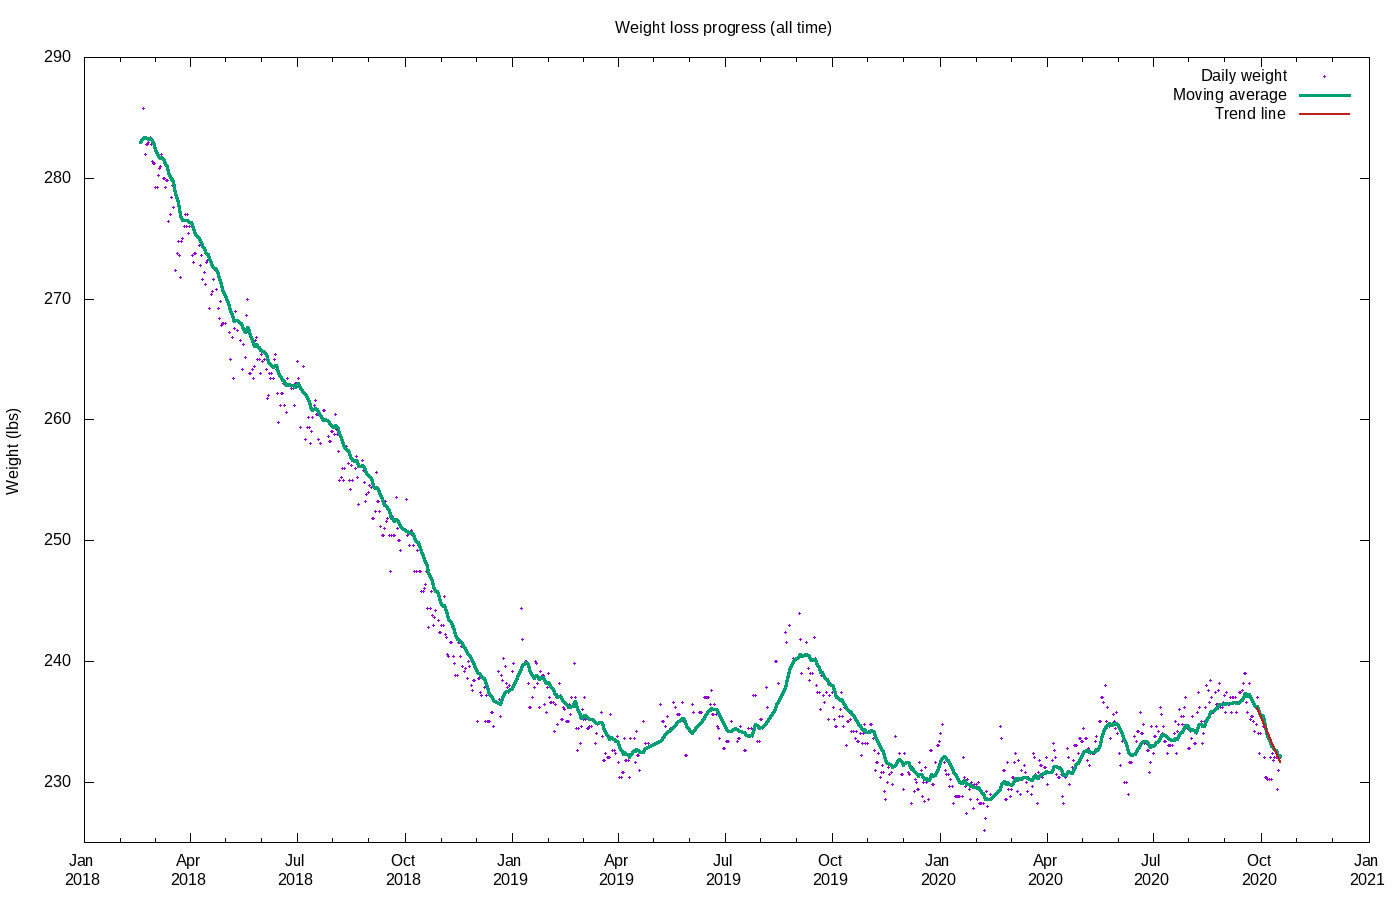 Weight loss progress (all time)
290
280
270
260
250
240
230
Weight (lbs)
Daily weight
Moving average
Trend line
Jan Apr Jul Oct Jan Apr Jul Oct Jan Apr Jul Oct Jan
2018 2018 2018 2018 2019 2019 2019 2019 2020 2020 2020 2020 2021